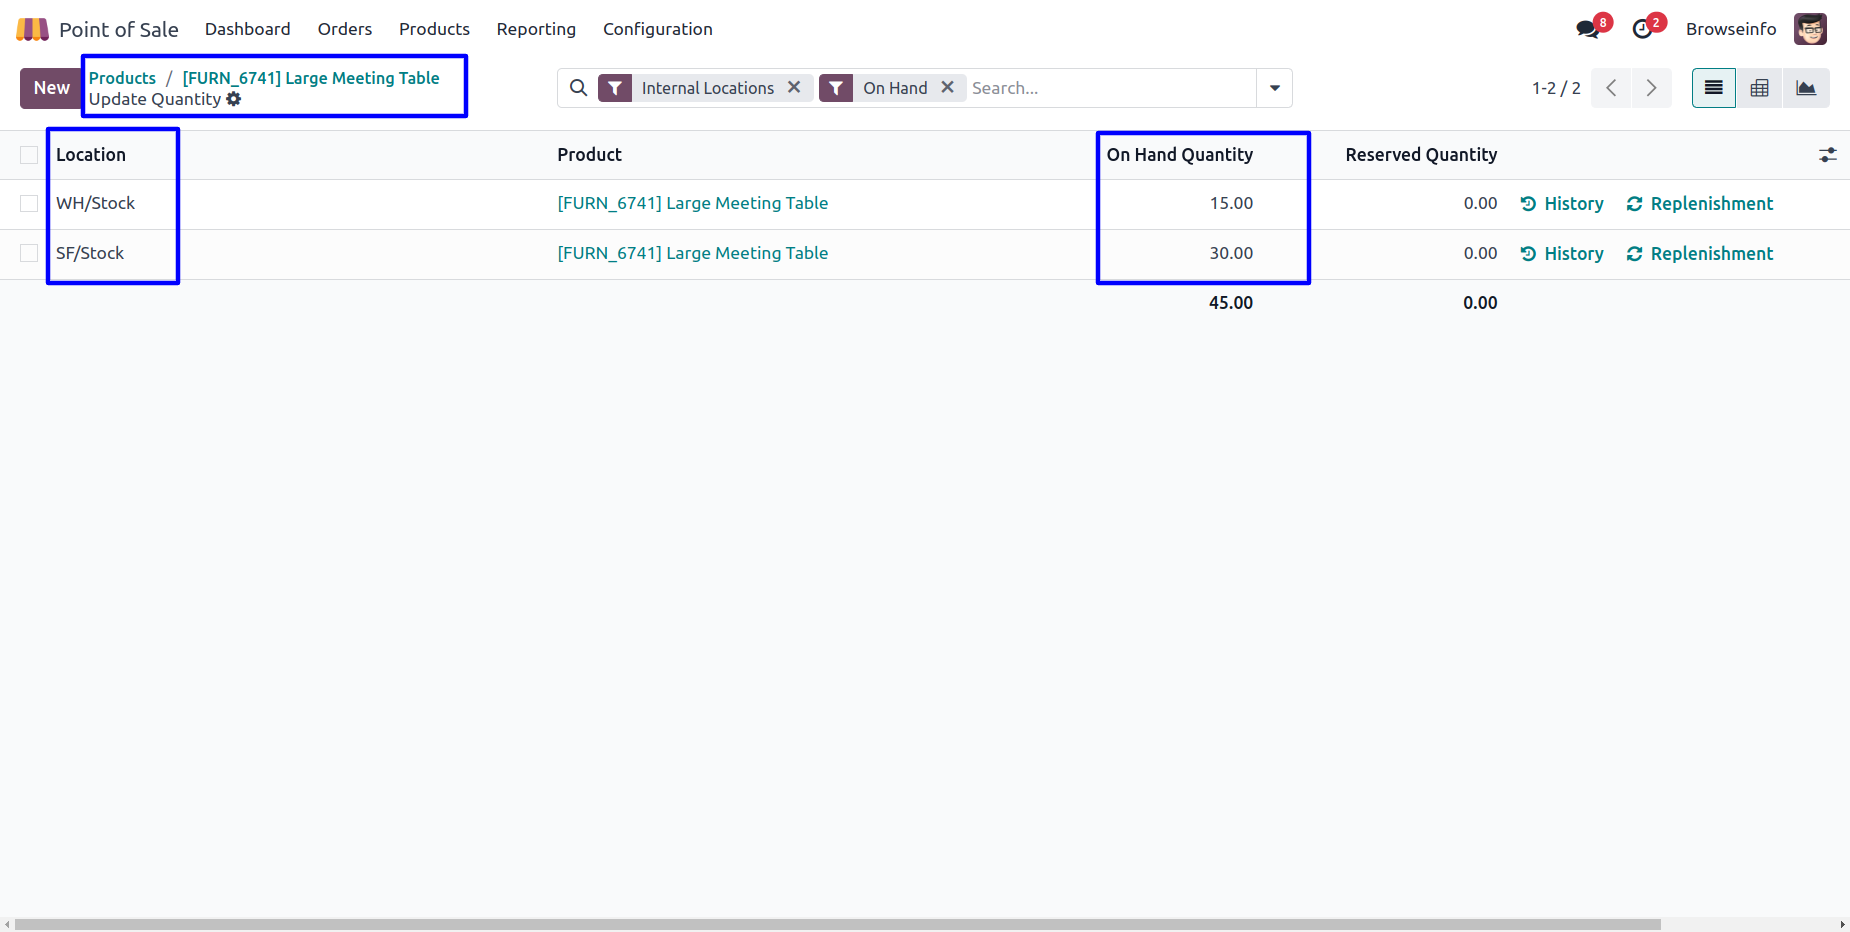 Point of Sale Dashboard Orders Products Reporting Configuration 8 2 Browseinfo
New Products / [FURN_6741] Large Meeting Table
Update Quantity
Internal Locations On Hand Search... 1-2 / 2
Location Product On Hand Quantity Reserved Quantity
WH/Stock [FURN_6741] Large Meeting Table 15.00 0.00 History Replenishment
SF/Stock [FURN_6741] Large Meeting Table 30.00 0.00 History Replenishment
45.00 0.00